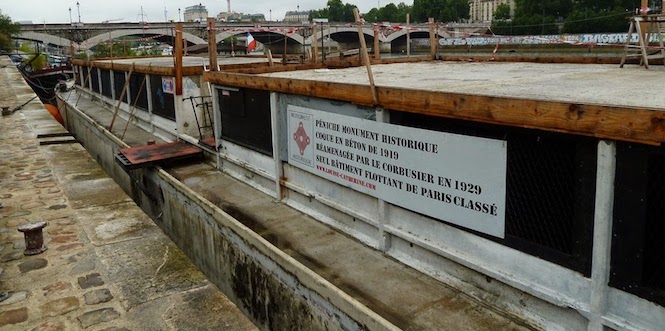 PÉNICHE MONUMENT HISTORIQUE
COQUE EN BÉTON DE 1919
RÉAMENAGÉE PAR LE CORBUSIER EN 1929
SEUL BÂTIMENT FLOTTANT DE PARIS CLASSÉ
WWW.LOUISE-CATHERINE.COM